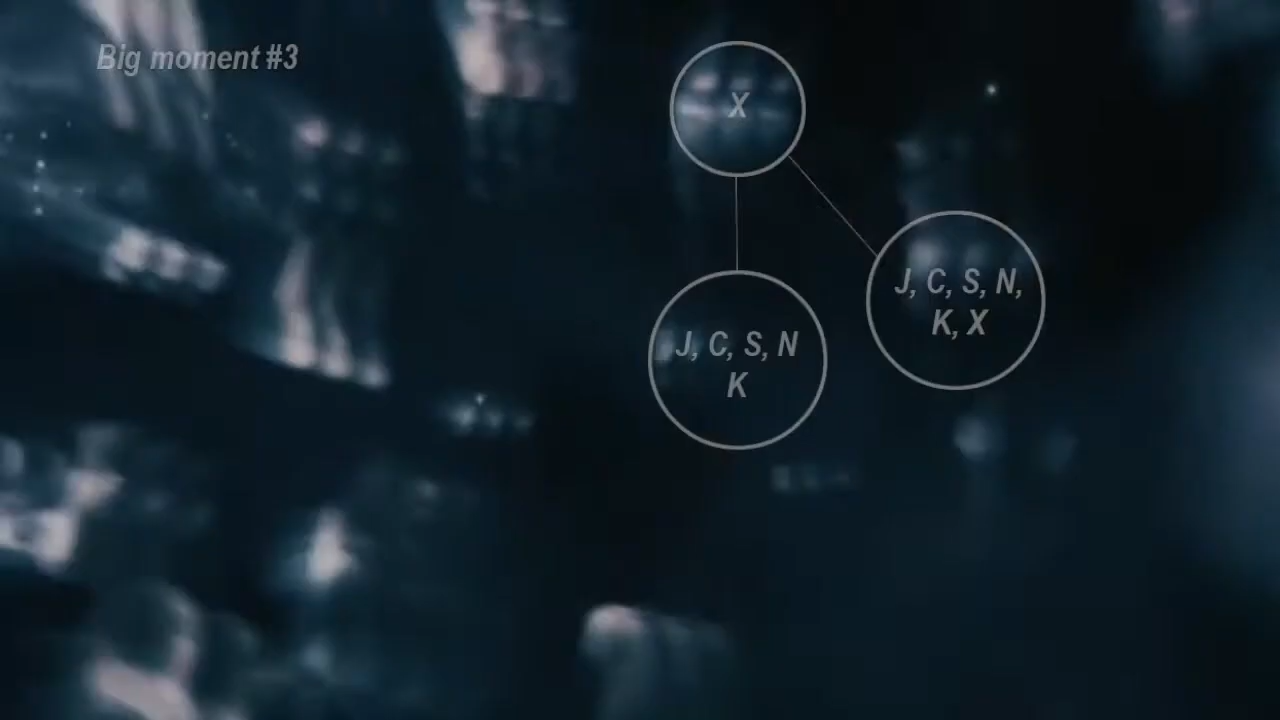 Big moment #3
X
J, C, S, N,
K, X
J, C, S, N
K